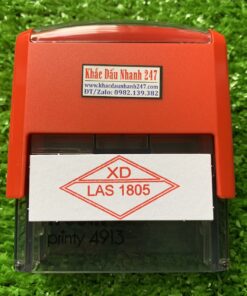 Khắc Dấu Nhanh 247
www.khacdaunhanh247.com
ĐT/Zalo: 0982.139.382
XD
LAS 1805
printy 4913